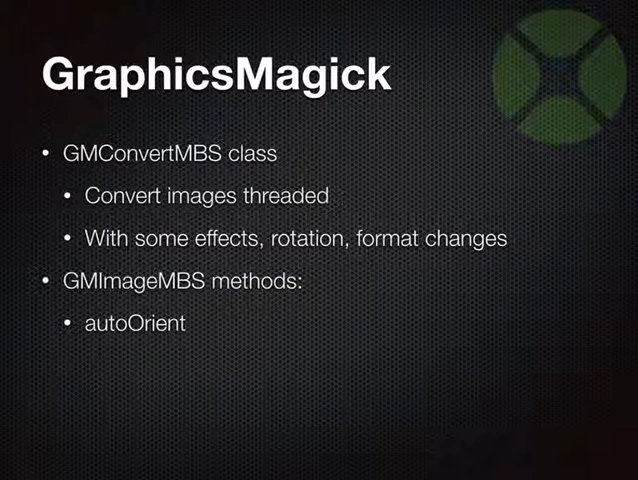 GraphicsMagick
• GMConvertMBS class
• Convert images threaded
• With some effects, rotation, format changes
• GMImageMBS methods:
• autoOrient